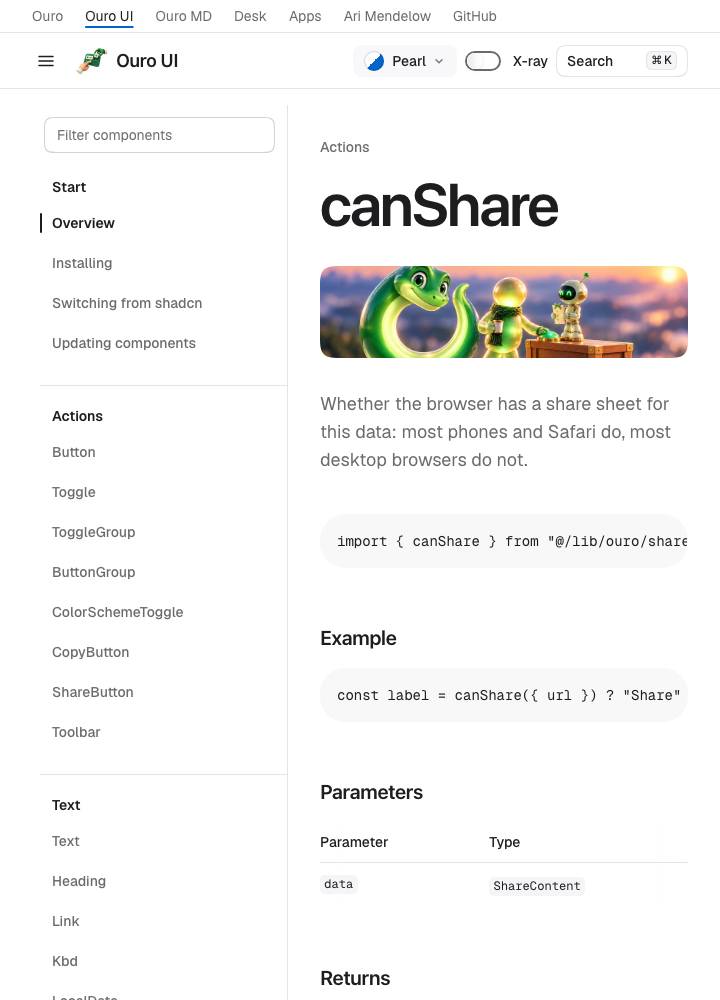 Ouro Ouro UI Ouro MD Desk Apps Ari Mendelow GitHub
Ouro UI Pearl X-ray Search ⌘ K
Filter components
Start
Overview
Installing
Switching from shadcn
Updating components
Actions
Button
Toggle
ToggleGroup
ButtonGroup
ColorSchemeToggle
CopyButton
ShareButton
Toolbar
Text
Text
Heading
Link
Kbd
Actions
canShare
Whether the browser has a share sheet for
this data: most phones and Safari do, most
desktop browsers do not.
import { canShare } from "@/lib/ouro/share
Example
const label = canShare({ url }) ? "Share"
Parameters
Parameter Type
data ShareContent
Returns